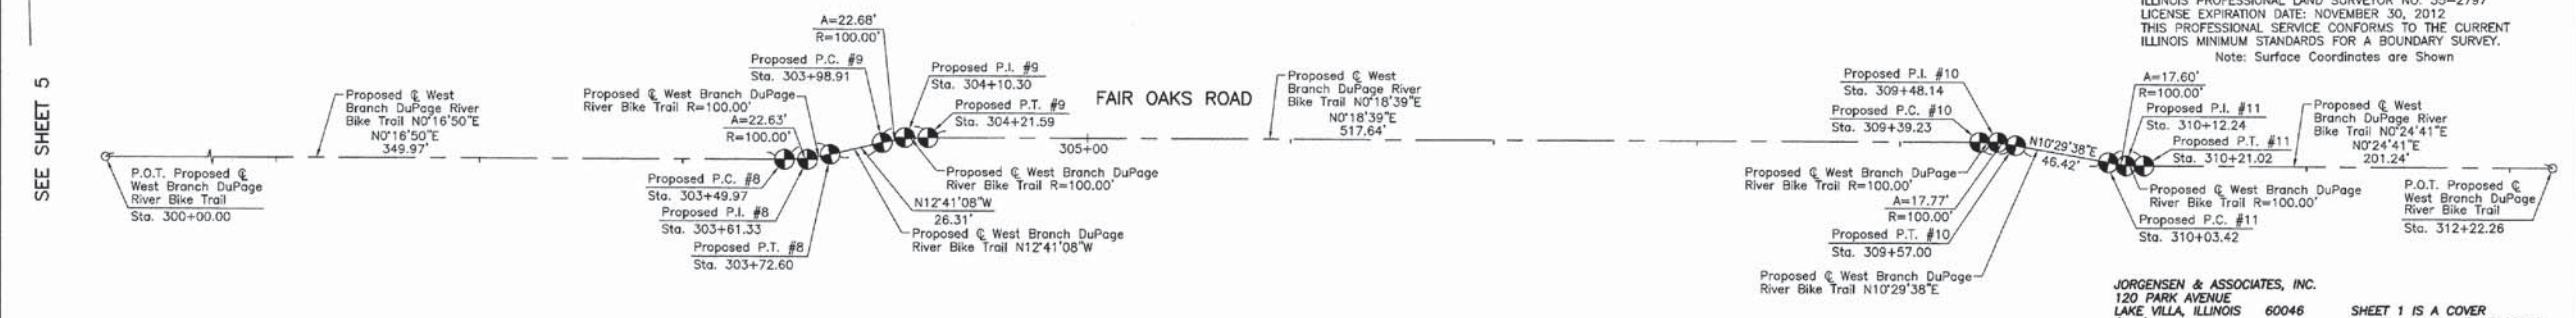 SEE SHEET 5
P.O.T. Proposed ℄
West Branch DuPage
River Bike Trail
Sta. 300+00.00
Proposed ℄ West
Branch DuPage River
Bike Trail N0°16'50"E
N0°16'50"E
349.97'
Proposed ℄ West Branch DuPage
River Bike Trail R=100.00'
A=22.63'
R=100.00'
Proposed P.C. #8
Sta. 303+49.97
Proposed P.I. #8
Sta. 303+61.33
Proposed P.T. #8
Sta. 303+72.60
A=22.68'
R=100.00'
Proposed P.C. #9
Sta. 303+98.91
Proposed P.I. #9
Sta. 304+10.30
Proposed P.T. #9
Sta. 304+21.59
Proposed ℄ West Branch DuPage
River Bike Trail R=100.00'
N12°41'08"W
26.31'
Proposed ℄ West Branch DuPage
River Bike Trail N12°41'08"W
FAIR OAKS ROAD
305+00
Proposed ℄ West
Branch DuPage River
Bike Trail N0°18'39"E
N0°18'39"E
517.64'
Proposed P.I. #10
Sta. 309+48.14
Proposed P.C. #10
Sta. 309+39.23
Proposed ℄ West Branch DuPage
River Bike Trail R=100.00'
A=17.77'
R=100.00'
Proposed P.T. #10
Sta. 309+57.00
Proposed ℄ West Branch DuPage
River Bike Trail N10°29'38"E
N10°29'38"E
46.42'
A=17.60'
R=100.00'
Proposed P.I. #11
Sta. 310+12.24
Proposed P.T. #11
Sta. 310+21.02
Proposed ℄ West Branch DuPage
River Bike Trail R=100.00'
Proposed P.C. #11
Sta. 310+03.42
Proposed ℄ West
Branch DuPage River
Bike Trail N0°24'41"E
N0°24'41"E
201.24'
P.O.T. Proposed ℄
West Branch DuPage
River Bike Trail
Sta. 312+22.26
ILLINOIS PROFESSIONAL LAND SURVEYOR NO. 35-2797
LICENSE EXPIRATION DATE: NOVEMBER 30, 2012
THIS PROFESSIONAL SERVICE CONFORMS TO THE CURRENT
ILLINOIS MINIMUM STANDARDS FOR A BOUNDARY SURVEY.
Note: Surface Coordinates are Shown
JORGENSEN & ASSOCIATES, INC.
120 PARK AVENUE
LAKE VILLA, ILLINOIS 60046 SHEET 1 IS A COVER